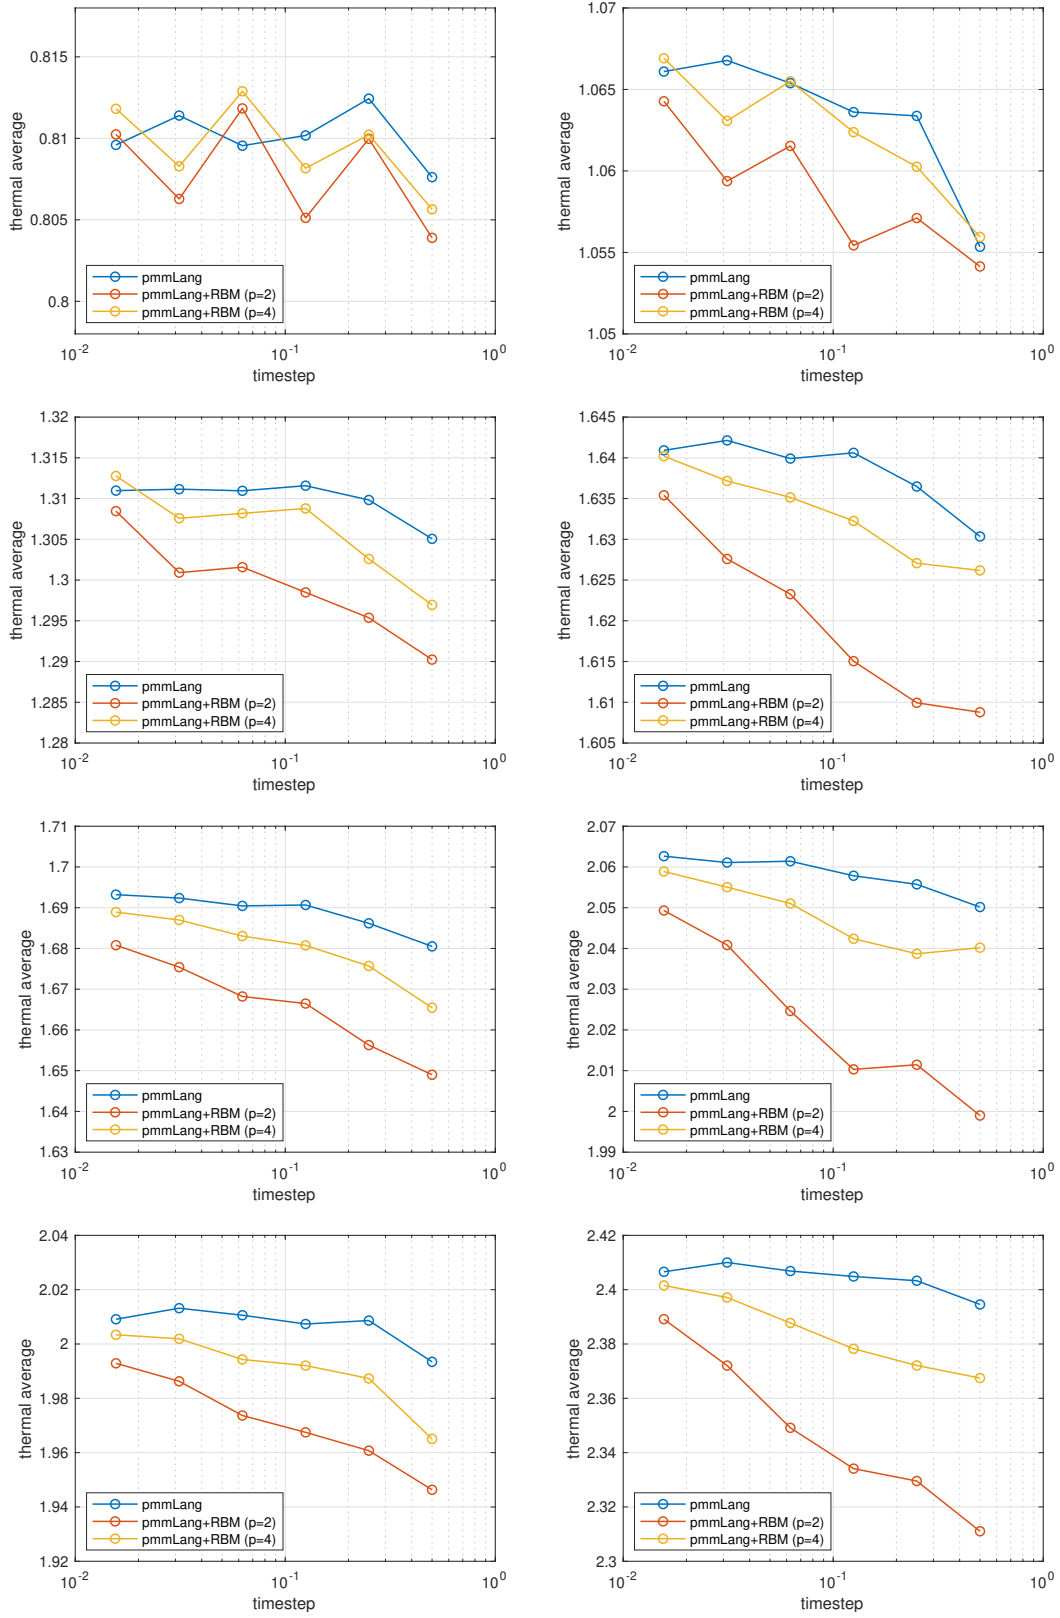 0.815
0.81
0.805
0.8
thermal average
pmmLang
pmmLang+RBM (p=2)
pmmLang+RBM (p=4)
10-2 10-1 100
timestep
1.07
1.065
1.06
1.055
1.05
thermal average
pmmLang
pmmLang+RBM (p=2)
pmmLang+RBM (p=4)
10-2 10-1 100
timestep
1.32
1.315
1.31
1.305
1.3
1.295
1.29
1.285
1.28
thermal average
pmmLang
pmmLang+RBM (p=2)
pmmLang+RBM (p=4)
10-2 10-1 100
timestep
1.645
1.64
1.635
1.63
1.625
1.62
1.615
1.61
1.605
thermal average
pmmLang
pmmLang+RBM (p=2)
pmmLang+RBM (p=4)
10-2 10-1 100
timestep
1.71
1.7
1.69
1.68
1.67
1.66
1.65
1.64
1.63
thermal average
pmmLang
pmmLang+RBM (p=2)
pmmLang+RBM (p=4)
10-2 10-1 100
timestep
2.07
2.06
2.05
2.04
2.03
2.02
2.01
2
1.99
thermal average
pmmLang
pmmLang+RBM (p=2)
pmmLang+RBM (p=4)
10-2 10-1 100
timestep
2.04
2.02
2
1.98
1.96
1.94
1.92
thermal average
pmmLang
pmmLang+RBM (p=2)
pmmLang+RBM (p=4)
10-2 10-1 100
timestep
2.42
2.4
2.38
2.36
2.34
2.32
2.3
thermal average
pmmLang
pmmLang+RBM (p=2)
pmmLang+RBM (p=4)
10-2 10-1 100
timestep